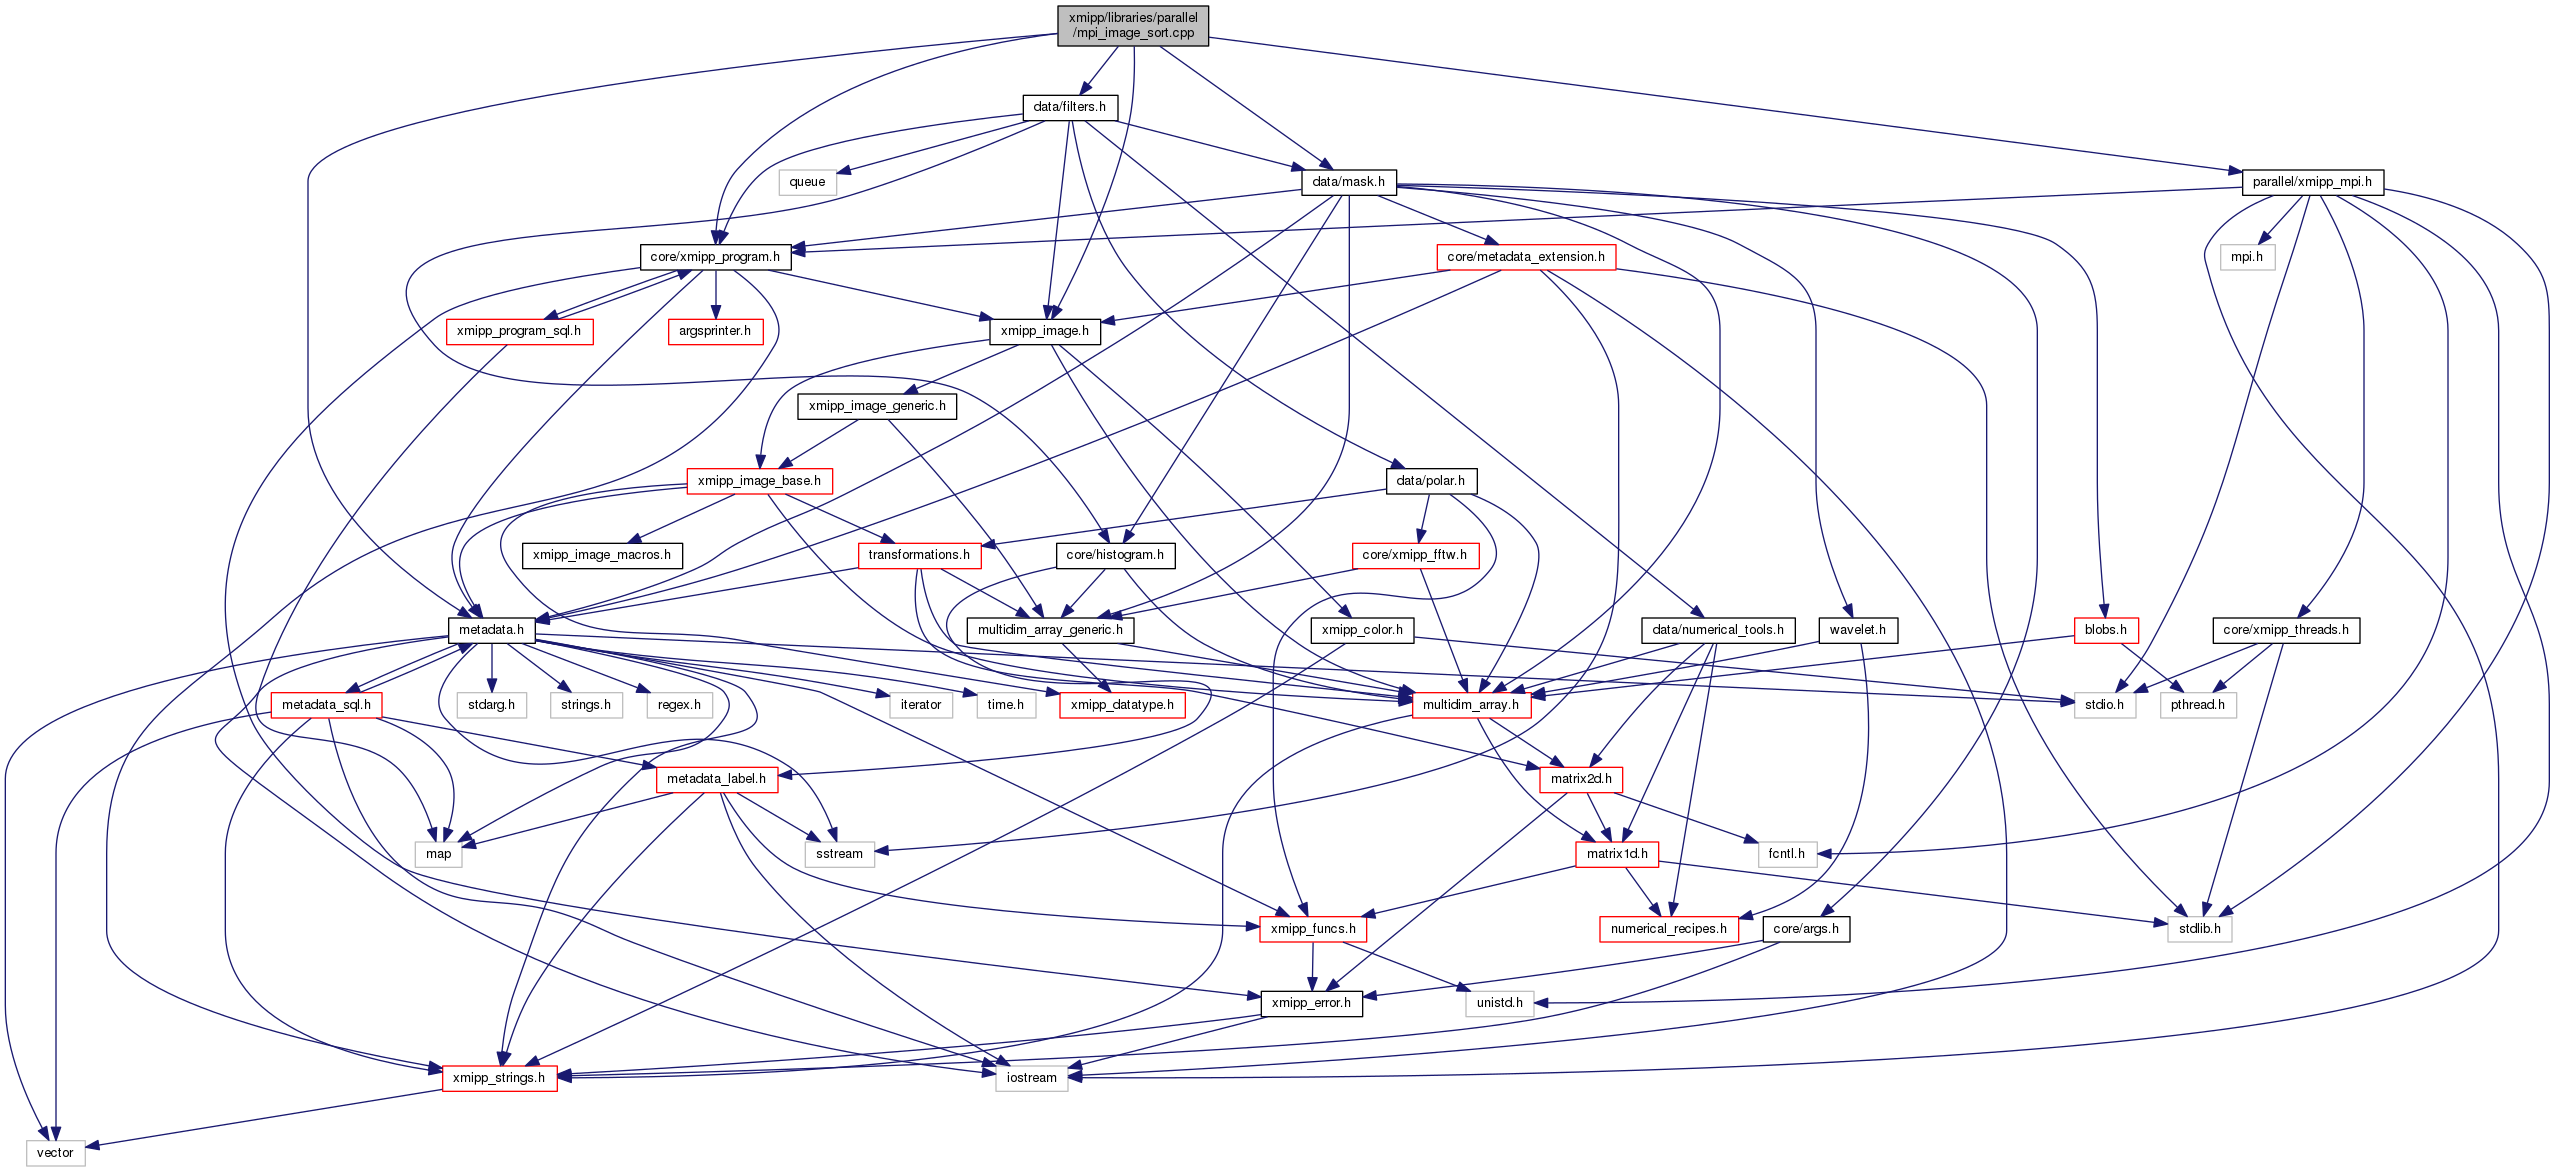 xmipp/libraries/parallel
/mpi_image_sort.cpp
data/filters.h
queue
data/mask.h
parallel/xmipp_mpi.h
core/xmipp_program.h
core/metadata_extension.h
mpi.h
xmipp_program_sql.h
argsprinter.h
xmipp_image.h
xmipp_image_generic.h
xmipp_image_base.h
data/polar.h
xmipp_image_macros.h
transformations.h
core/histogram.h
core/xmipp_fftw.h
metadata.h
multidim_array_generic.h
xmipp_color.h
data/numerical_tools.h
wavelet.h
blobs.h
core/xmipp_threads.h
metadata_sql.h
stdarg.h
strings.h
regex.h
iterator
time.h
xmipp_datatype.h
multidim_array.h
stdio.h
pthread.h
metadata_label.h
matrix2d.h
map
sstream
matrix1d.h
fcntl.h
xmipp_funcs.h
numerical_recipes.h
core/args.h
stdlib.h
xmipp_error.h
unistd.h
xmipp_strings.h
iostream
vector